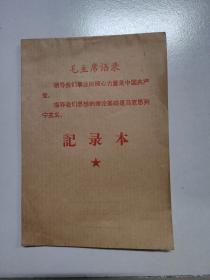 毛主席语录
领导我们事业的核心力量是中国共产
党。
指导我们思想的理论基础是马克思列
宁主义。
記录本